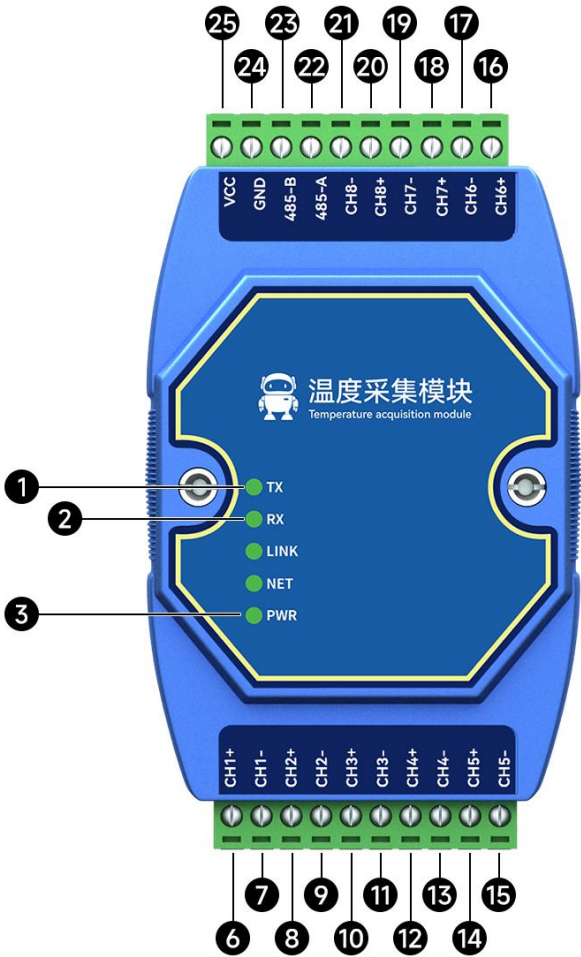 25 23 21 19 17
24 22 20 18 16
VCC GND 485-B 485-A CH8- CH8+ CH7- CH7+ CH6- CH6+
温度采集模块
Temperature acquisition module
1 TX
2 RX
LINK
NET
3 PWR
CH1+ CH1- CH2+ CH2- CH3+ CH3- CH4+ CH4- CH5+ CH5-
7 9 11 13 15
6 8 10 12 14